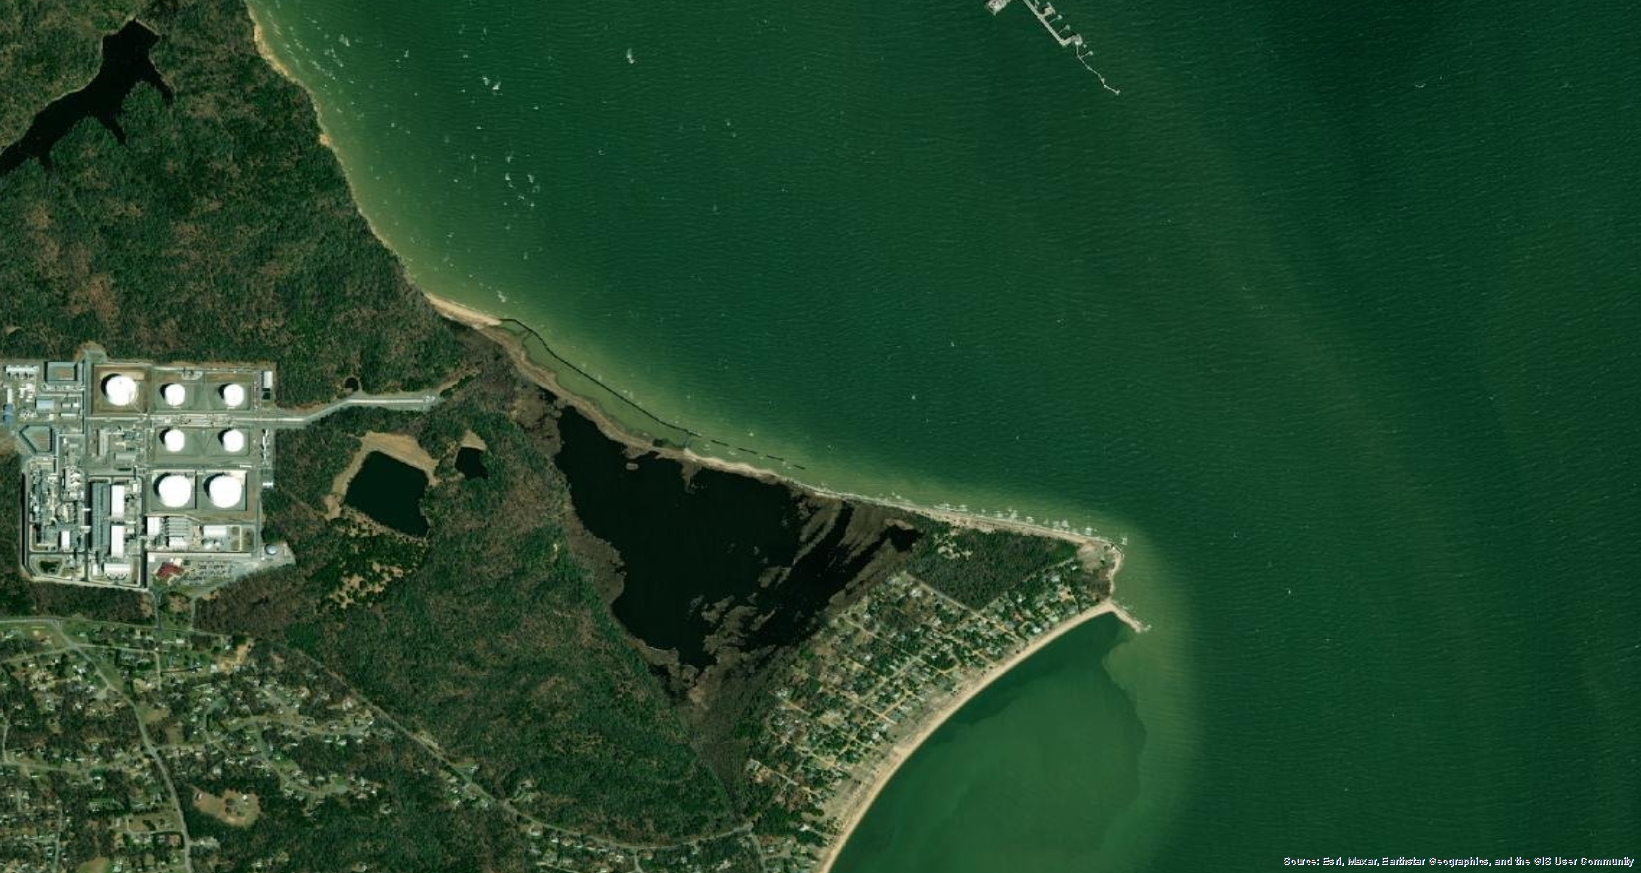 Source: Esri, Maxar, Earthstar Geographics, and the GIS User Community